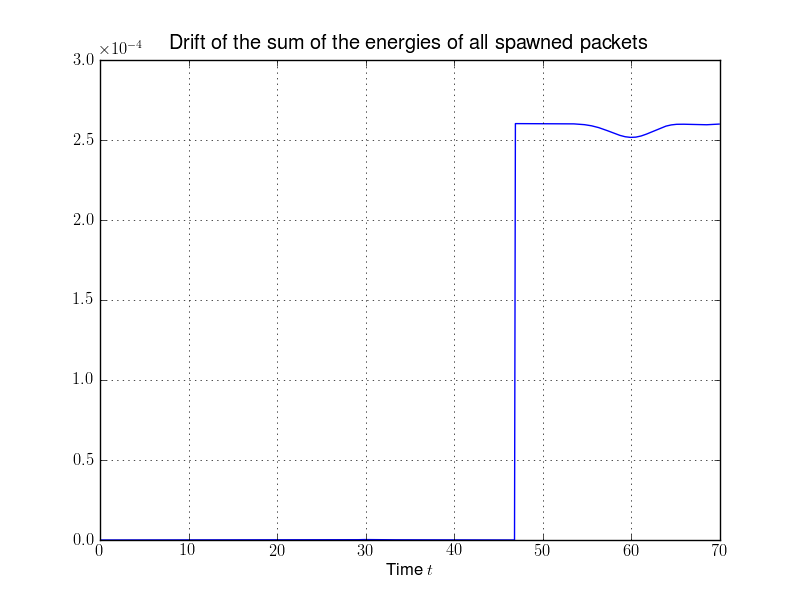 Drift of the sum of the energies of all spawned packets
×10⁻⁴
3.0
2.5
2.0
1.5
1.0
0.5
0.0
0 10 20 30 40 50 60 70
Time t